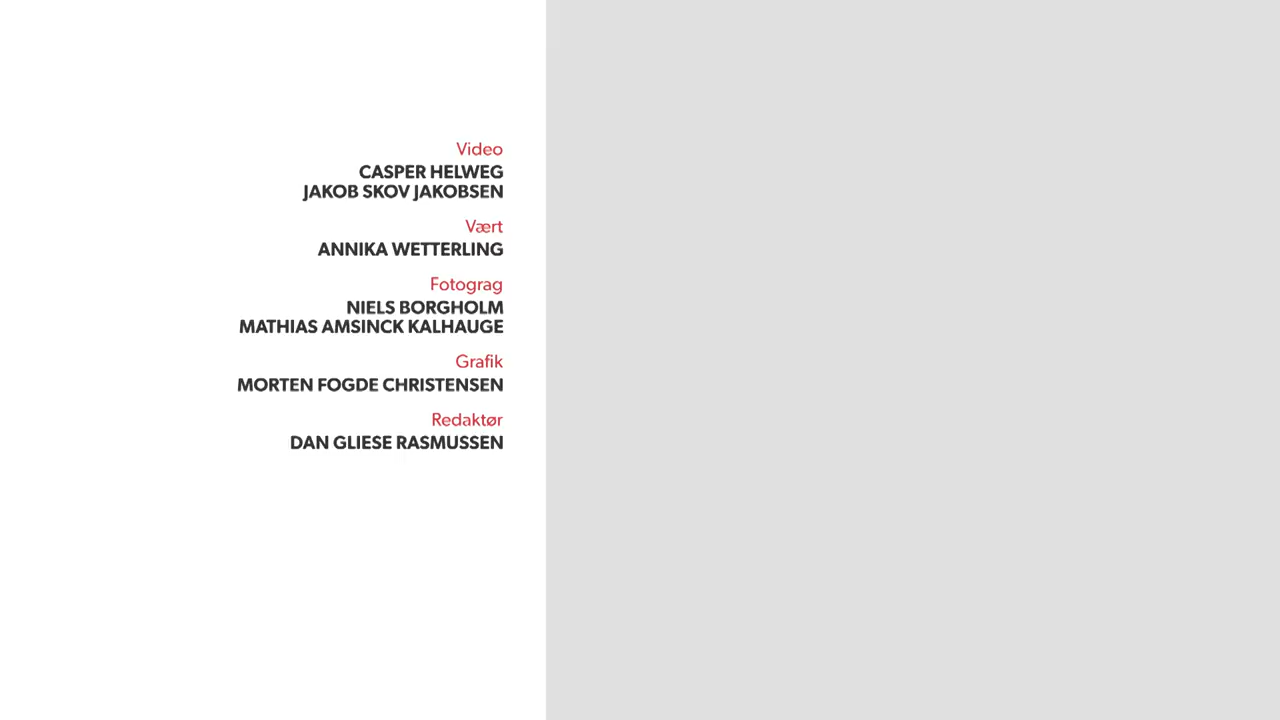 Video
CASPER HELWEG
JAKOB SKOV JAKOBSEN
Vært
ANNIKA WETTERLING
Fotograg
NIELS BORGHOLM
MATHIAS AMSINCK KALHAUGE
Grafik
MORTEN FOGDE CHRISTENSEN
Redaktør
DAN GLIESE RASMUSSEN